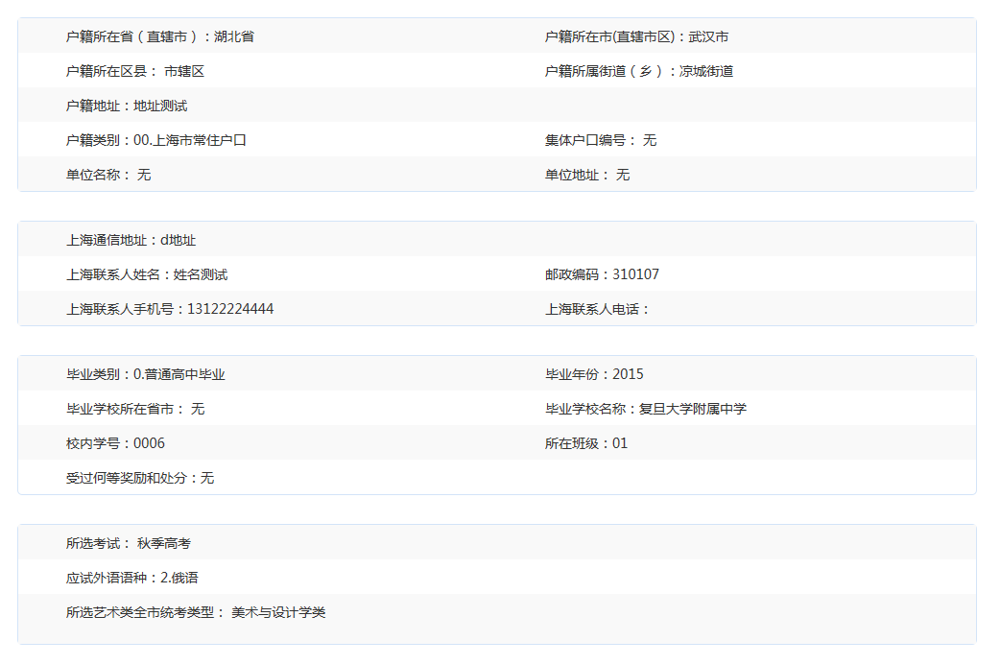 户籍所在省（直辖市）：湖北省
户籍所在市(直辖市区)：武汉市
户籍所在区县： 市辖区
户籍所属街道（乡）：凉城街道
户籍地址：地址测试
户籍类别：00.上海市常住户口
集体户口编号： 无
单位名称： 无
单位地址： 无
上海通信地址：d地址
上海联系人姓名：姓名测试
邮政编码：310107
上海联系人手机号：13122224444
上海联系人电话：
毕业类别：0.普通高中毕业
毕业年份：2015
毕业学校所在省市： 无
毕业学校名称：复旦大学附属中学
校内学号：0006
所在班级：01
受过何等奖励和处分：无
所选考试： 秋季高考
应试外语语种：2.俄语
所选艺术类全市统考类型： 美术与设计学类